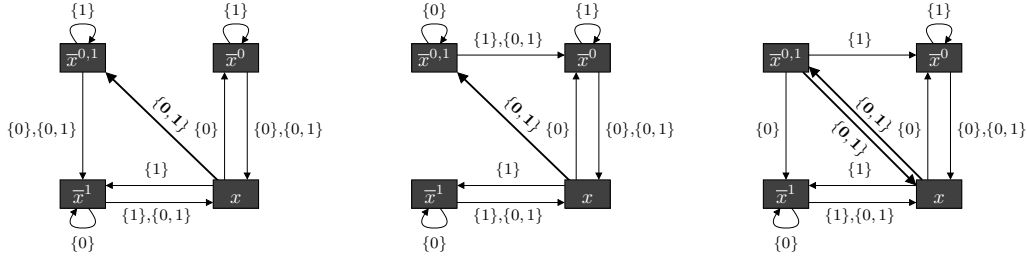 {1} {1} {0} {1} {1}
{1},{0,1} {1}
x̅⁰,¹ x̅⁰ x̅⁰,¹ x̅⁰ x̅⁰,¹ x̅⁰
{0},{0,1} {0,1} {0} {0},{0,1} {0,1} {0} {0},{0,1} {0} {0,1} {0,1} {0} {0},{0,1}
{1} {1} {1}
x̅¹ x x̅¹ x x̅¹ x
{1},{0,1} {1},{0,1} {1},{0,1}
{0} {0} {0}